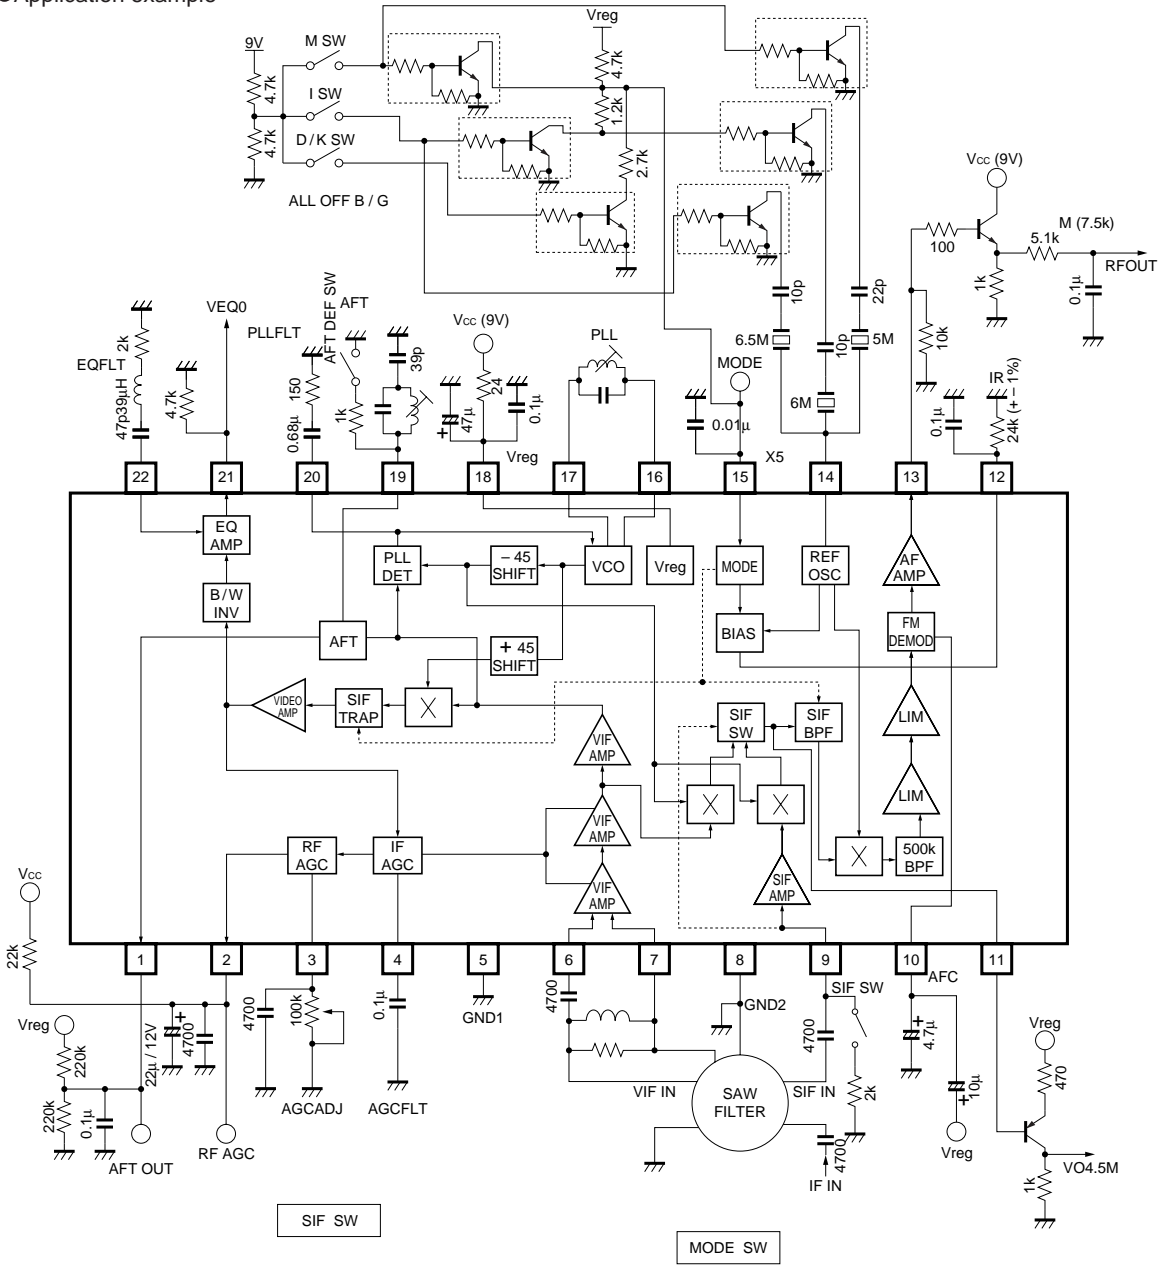 Application example
M SW
9V
I SW
D/K SW
4.7k
4.7k
ALL OFF B / G
Vreg
4.7k
1.2k
2.7k
10p
22p
6.5M
10p
5M
6M
Vcc (9V)
100
5.1k
M (7.5k)
RFOUT
1k
0.1µ
10k
IR
24k (+ – 1%)
0.1µ
EQFLT
2k
47p39µH
VEQ0
4.7k
PLLFLT
150
0.68µ
AFT DEF SW
AFT
1k
39p
Vcc (9V)
24
47µ
+
0.1µ
Vreg
PLL
MODE
0.01µ
X5
22
21
20
19
18
17
16
15
14
13
12
EQ
AMP
B / W
INV
PLL
DET
– 45
SHIFT
VCO
Vreg
MODE
REF
OSC
AF
AMP
AFT
+ 45
SHIFT
BIAS
FM
DEMOD
VIDEO
AMP
SIF
TRAP
X
VIF
AMP
SIF
SW
SIF
BPF
LIM
X
X
LIM
VIF
AMP
RF
AGC
IF
AGC
X
500k
BPF
VIF
AMP
SIF
AMP
1
2
3
4
5
6
7
8
9
10
11
Vcc
22k
Vreg
220k
220k
0.1µ
22µ / 12V
+
4700
AFT OUT
RF AGC
4700
100k
AGCADJ
0.1µ
AGCFLT
GND1
4700
VIF IN
GND2
SAW
FILTER
SIF SW
4700
SIF IN
2k
4700
IF IN
AFC
+
4.7µ
10µ
+
Vreg
Vreg
470
VO4.5M
1k
SIF SW
MODE SW